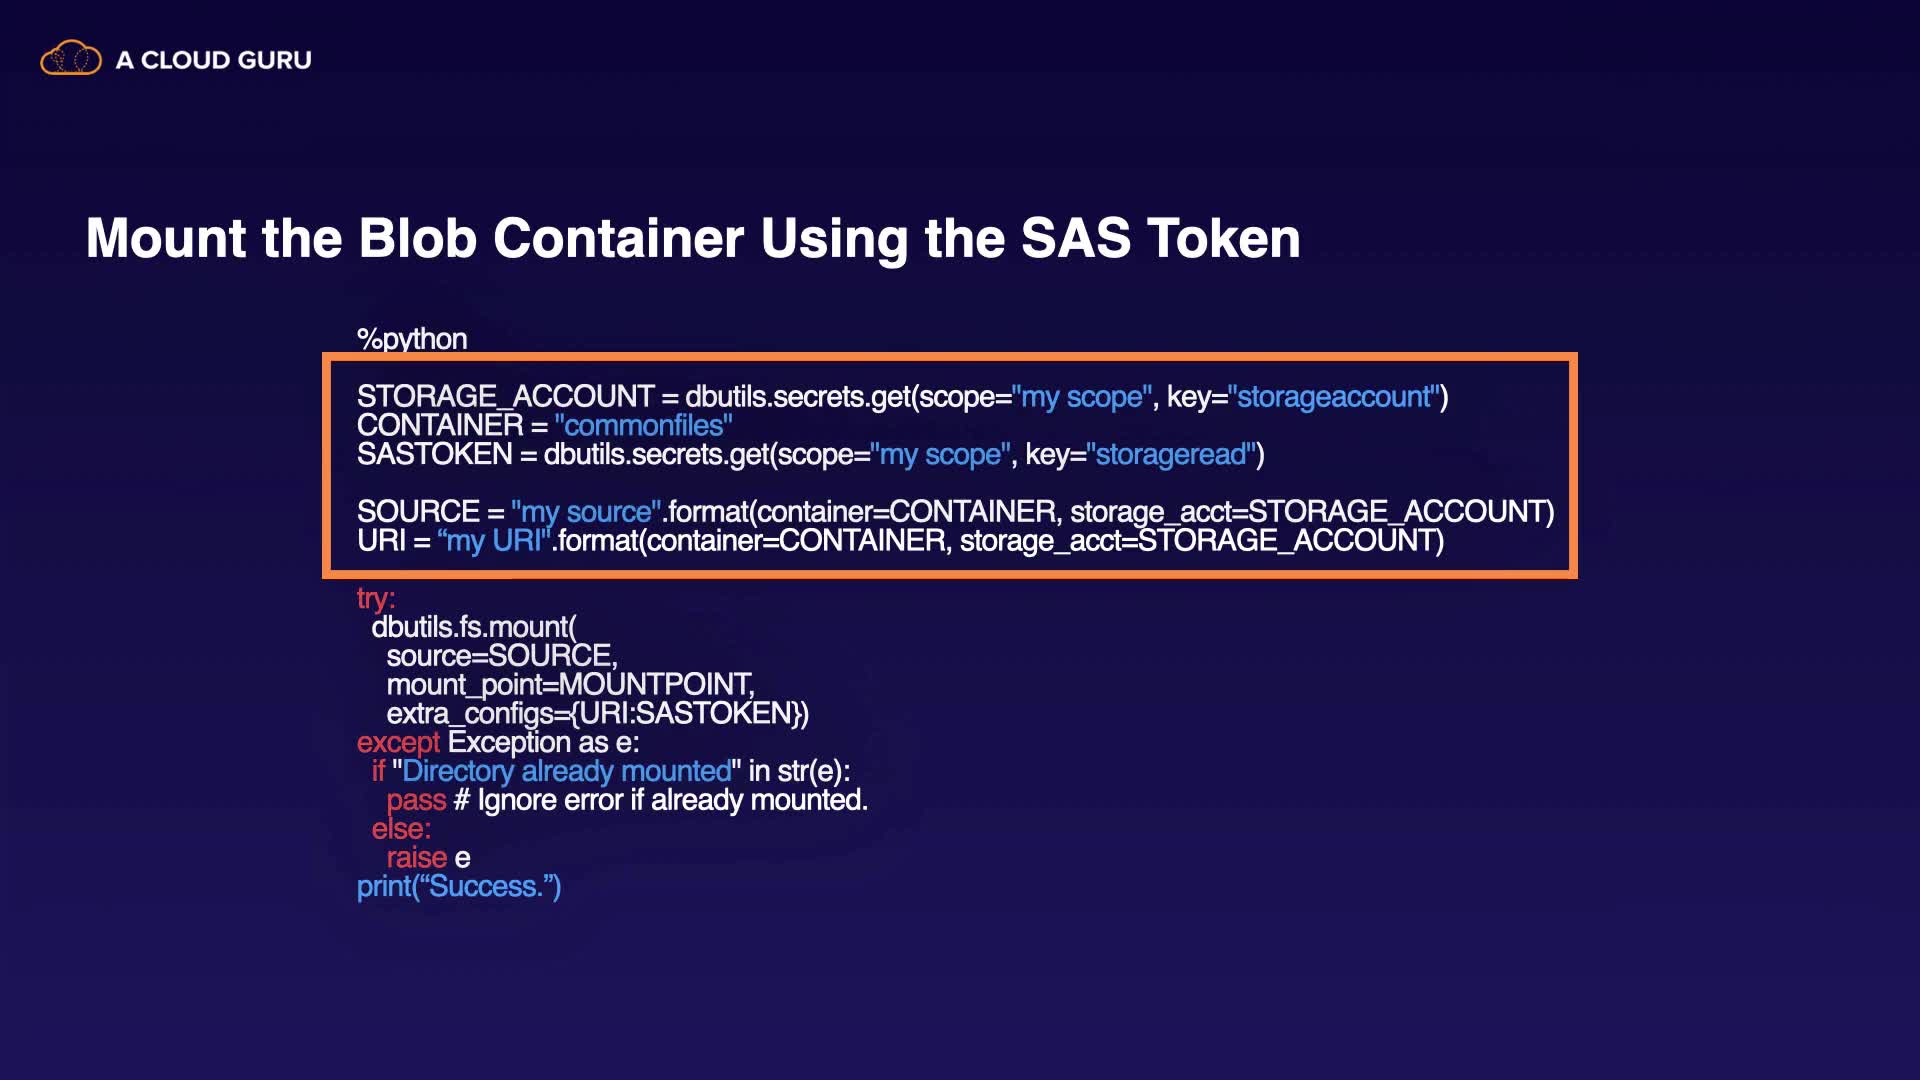 A CLOUD GURU
Mount the Blob Container Using the SAS Token
%python
STORAGE_ACCOUNT = dbutils.secrets.get(scope="my scope", key="storageaccount")
CONTAINER = "commonfiles"
SASTOKEN = dbutils.secrets.get(scope="my scope", key="storageread")
SOURCE = "my source".format(container=CONTAINER, storage_acct=STORAGE_ACCOUNT)
URI = “my URI".format(container=CONTAINER, storage_acct=STORAGE_ACCOUNT)
try:
dbutils.fs.mount(
source=SOURCE,
mount_point=MOUNTPOINT,
extra_configs={URI:SASTOKEN})
except Exception as e:
if "Directory already mounted" in str(e):
pass # Ignore error if already mounted.
else:
raise e
print(“Success.”)